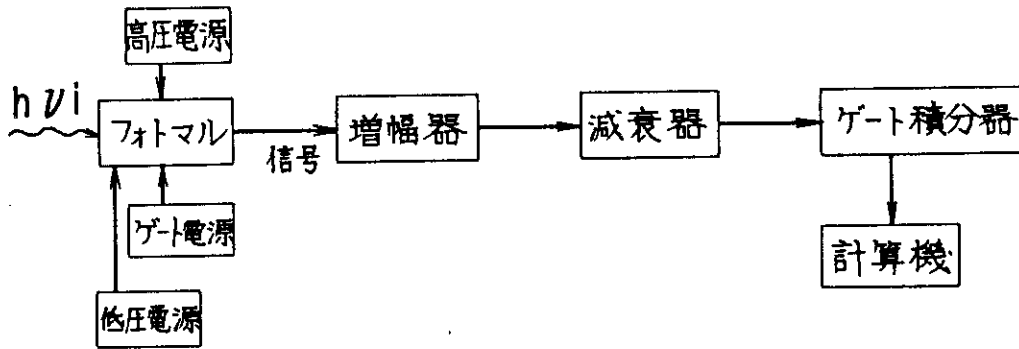 高圧電源
hνi
フォトマル
信号
増幅器
減衰器
ゲート積分器
ゲート電源
計算機
低圧電源